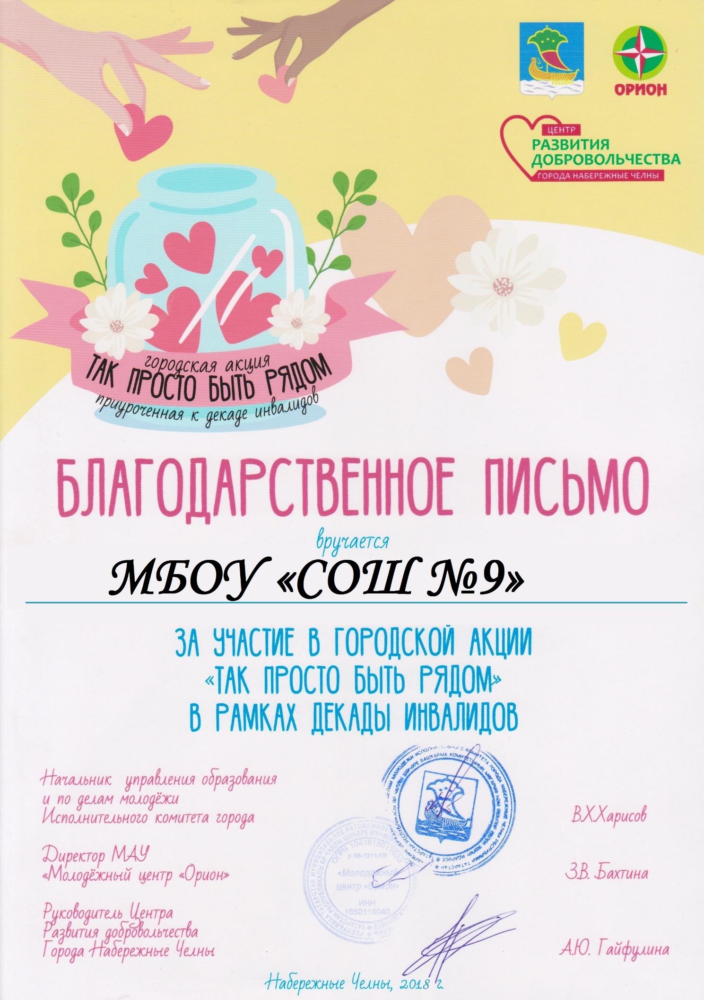 ОРИОН
ЦЕНТР
РАЗВИТИЯ
ДОБРОВОЛЬЧЕСТВА
ГОРОДА НАБЕРЕЖНЫЕ ЧЕЛНЫ
городская акция
ТАК ПРОСТО БЫТЬ РЯДОМ
приуроченная к декаде инвалидов
БЛАГОДАРСТВЕННОЕ ПИСЬМО
вручается
МБОУ «СОШ №9»
ЗА УЧАСТИЕ В ГОРОДСКОЙ АКЦИИ
«ТАК ПРОСТО БЫТЬ РЯДОМ»
В РАМКАХ ДЕКАДЫ ИНВАЛИДОВ
Начальник управления образования
и по делам молодёжи
Исполнительного комитета города
В.Х.Харисов
Директор МАУ
«Молодёжный центр «Орион»
З.В. Бахтина
ОГРН 1041616017630
р 08-1211/06
«Молодежный
центр «Орион»
ИНН
1650118040
Руководитель Центра
Развития добровольчества
Города Набережные Челны
А.Ю. Гайфулина
Набережные Челны, 2018 г.